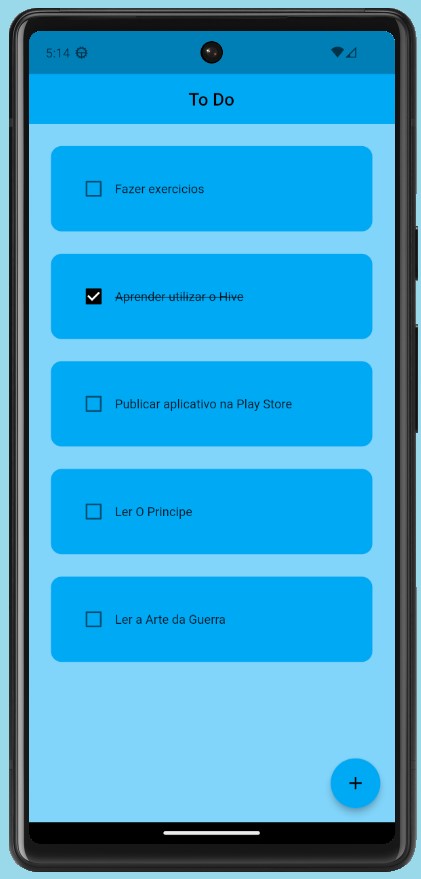 5:14
To Do
Fazer exercicios
Aprender utilizar o Hive
Publicar aplicativo na Play Store
Ler O Principe
Ler a Arte da Guerra
+